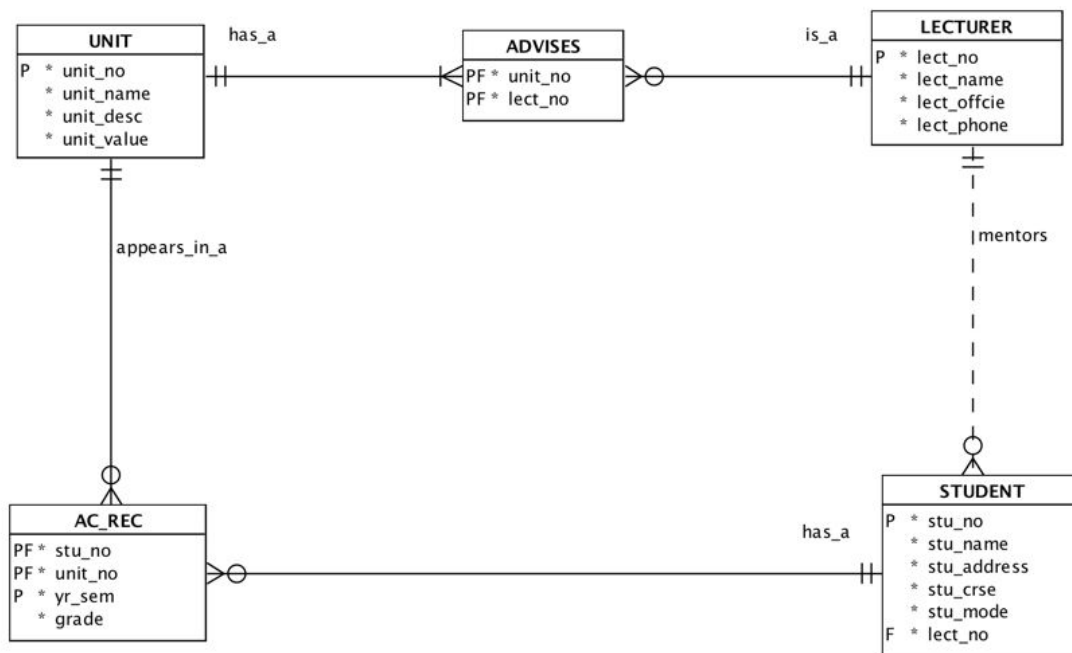 UNIT
P * unit_no
* unit_name
* unit_desc
* unit_value
has_a
ADVISES
PF * unit_no
PF * lect_no
is_a
LECTURER
P * lect_no
* lect_name
* lect_offcie
* lect_phone
appears_in_a
mentors
AC_REC
PF * stu_no
PF * unit_no
P * yr_sem
* grade
has_a
STUDENT
P * stu_no
* stu_name
* stu_address
* stu_crse
* stu_mode
F * lect_no